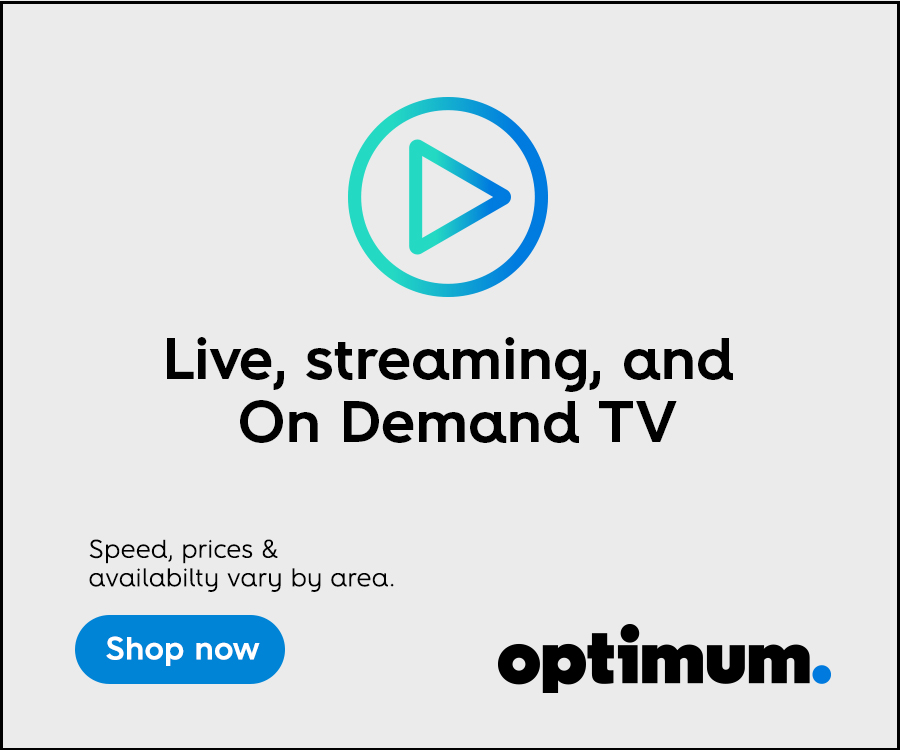 Live, streaming, and
On Demand TV
Speed, prices &
availabilty vary by area.
Shop now
optimum.